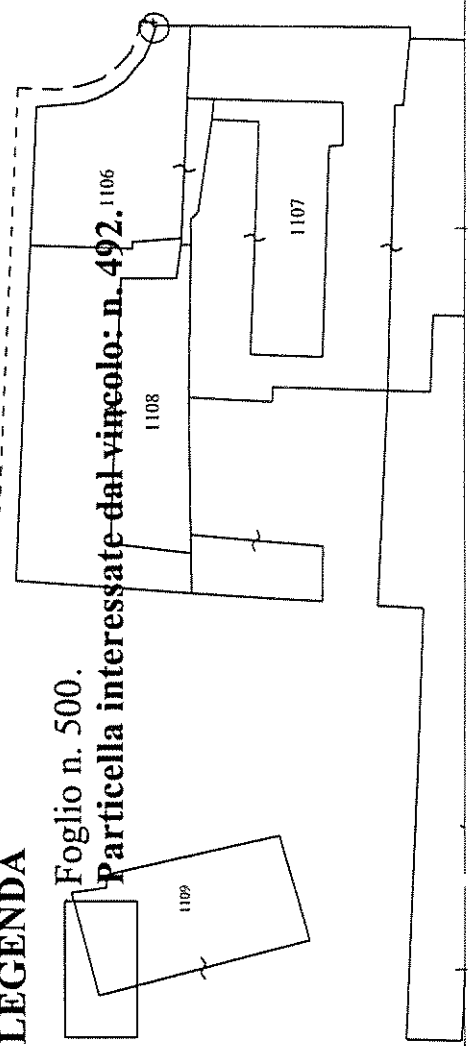 LEGENDA
Foglio n. 500.
Particella interessate dal vincolo: n. 492.
1106
1107
1108
1109